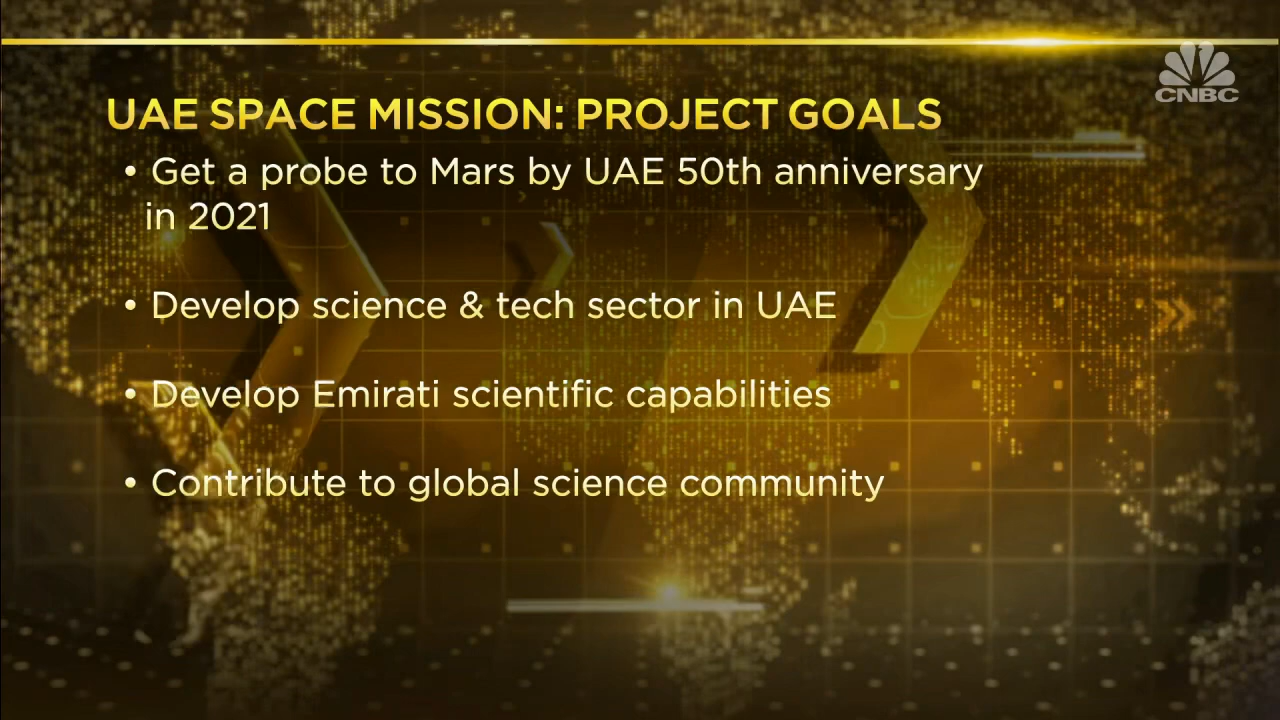 CNBC
UAE SPACE MISSION: PROJECT GOALS
• Get a probe to Mars by UAE 50th anniversary
in 2021
• Develop science & tech sector in UAE
• Develop Emirati scientific capabilities
• Contribute to global science community